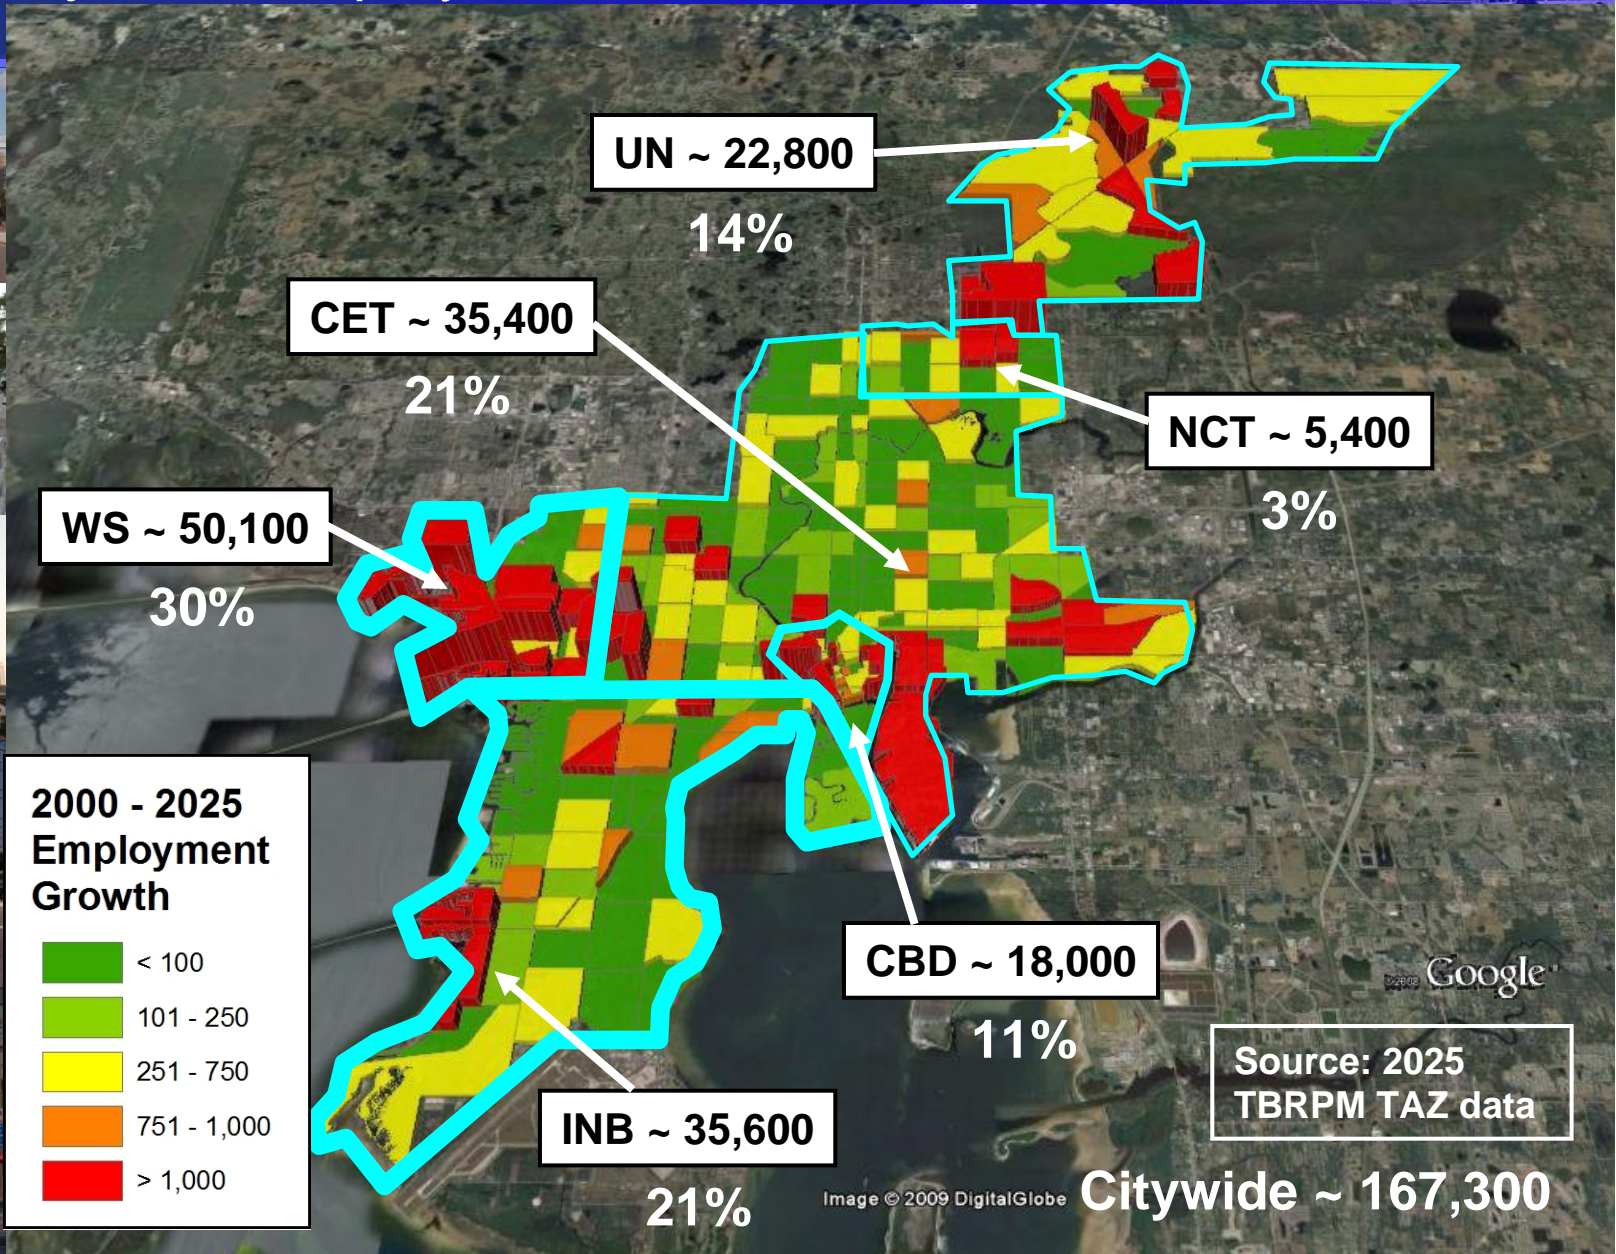 UN ~ 22,800
14%
CET ~ 35,400
21%
NCT ~ 5,400
3%
WS ~ 50,100
30%
2000 - 2025
Employment
Growth
< 100
101 - 250
251 - 750
751 - 1,000
> 1,000
CBD ~ 18,000
11%
Google
Source: 2025
TBRPM TAZ data
INB ~ 35,600
21%
Image © 2009 DigitalGlobe
Citywide ~ 167,300